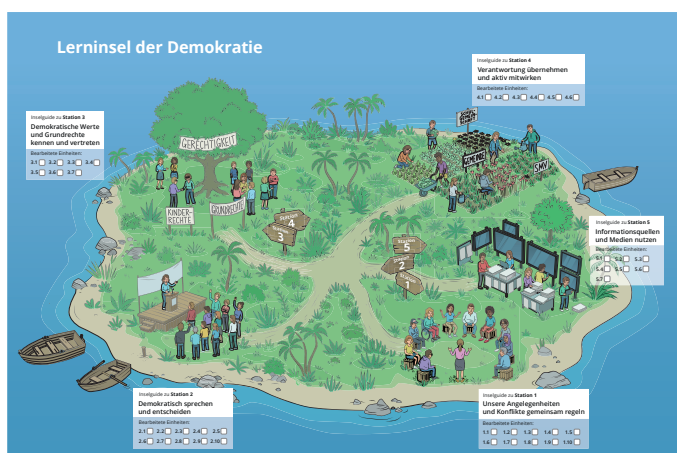 Lerninsel der Demokratie
Inselguide zu Station 4
Verantwortung übernehmen
und aktiv mitwirken
Bearbeitete Einheiten:
4.1 4.2 4.3 4.4 4.5 4.6
Inselguide zu Station 3
Demokratische Werte
und Grundrechte
kennen und vertreten
Bearbeitete Einheiten:
3.1 3.2 3.3 3.4
3.5 3.6 3.7
GERECHTIGKEIT
GEMEINDE
SMV
KINDER-
RECHTE
GRUNDRECHTE
Station
4
Station
3
Station
5
Station
2
Station
1
Inselguide zu Station 5
Informationsquellen
und Medien nutzen
Bearbeitete Einheiten:
5.1 5.2 5.3
5.4 5.5 5.6
5.7
Inselguide zu Station 2
Demokratisch sprechen
und entscheiden
Bearbeitete Einheiten:
2.1 2.2 2.3 2.4 2.5
2.6 2.7 2.8 2.9 2.10
Inselguide zu Station 1
Unsere Angelegenheiten
und Konflikte gemeinsam regeln
Bearbeitete Einheiten:
1.1 1.2 1.3 1.4 1.5
1.6 1.7 1.8 1.9 1.10